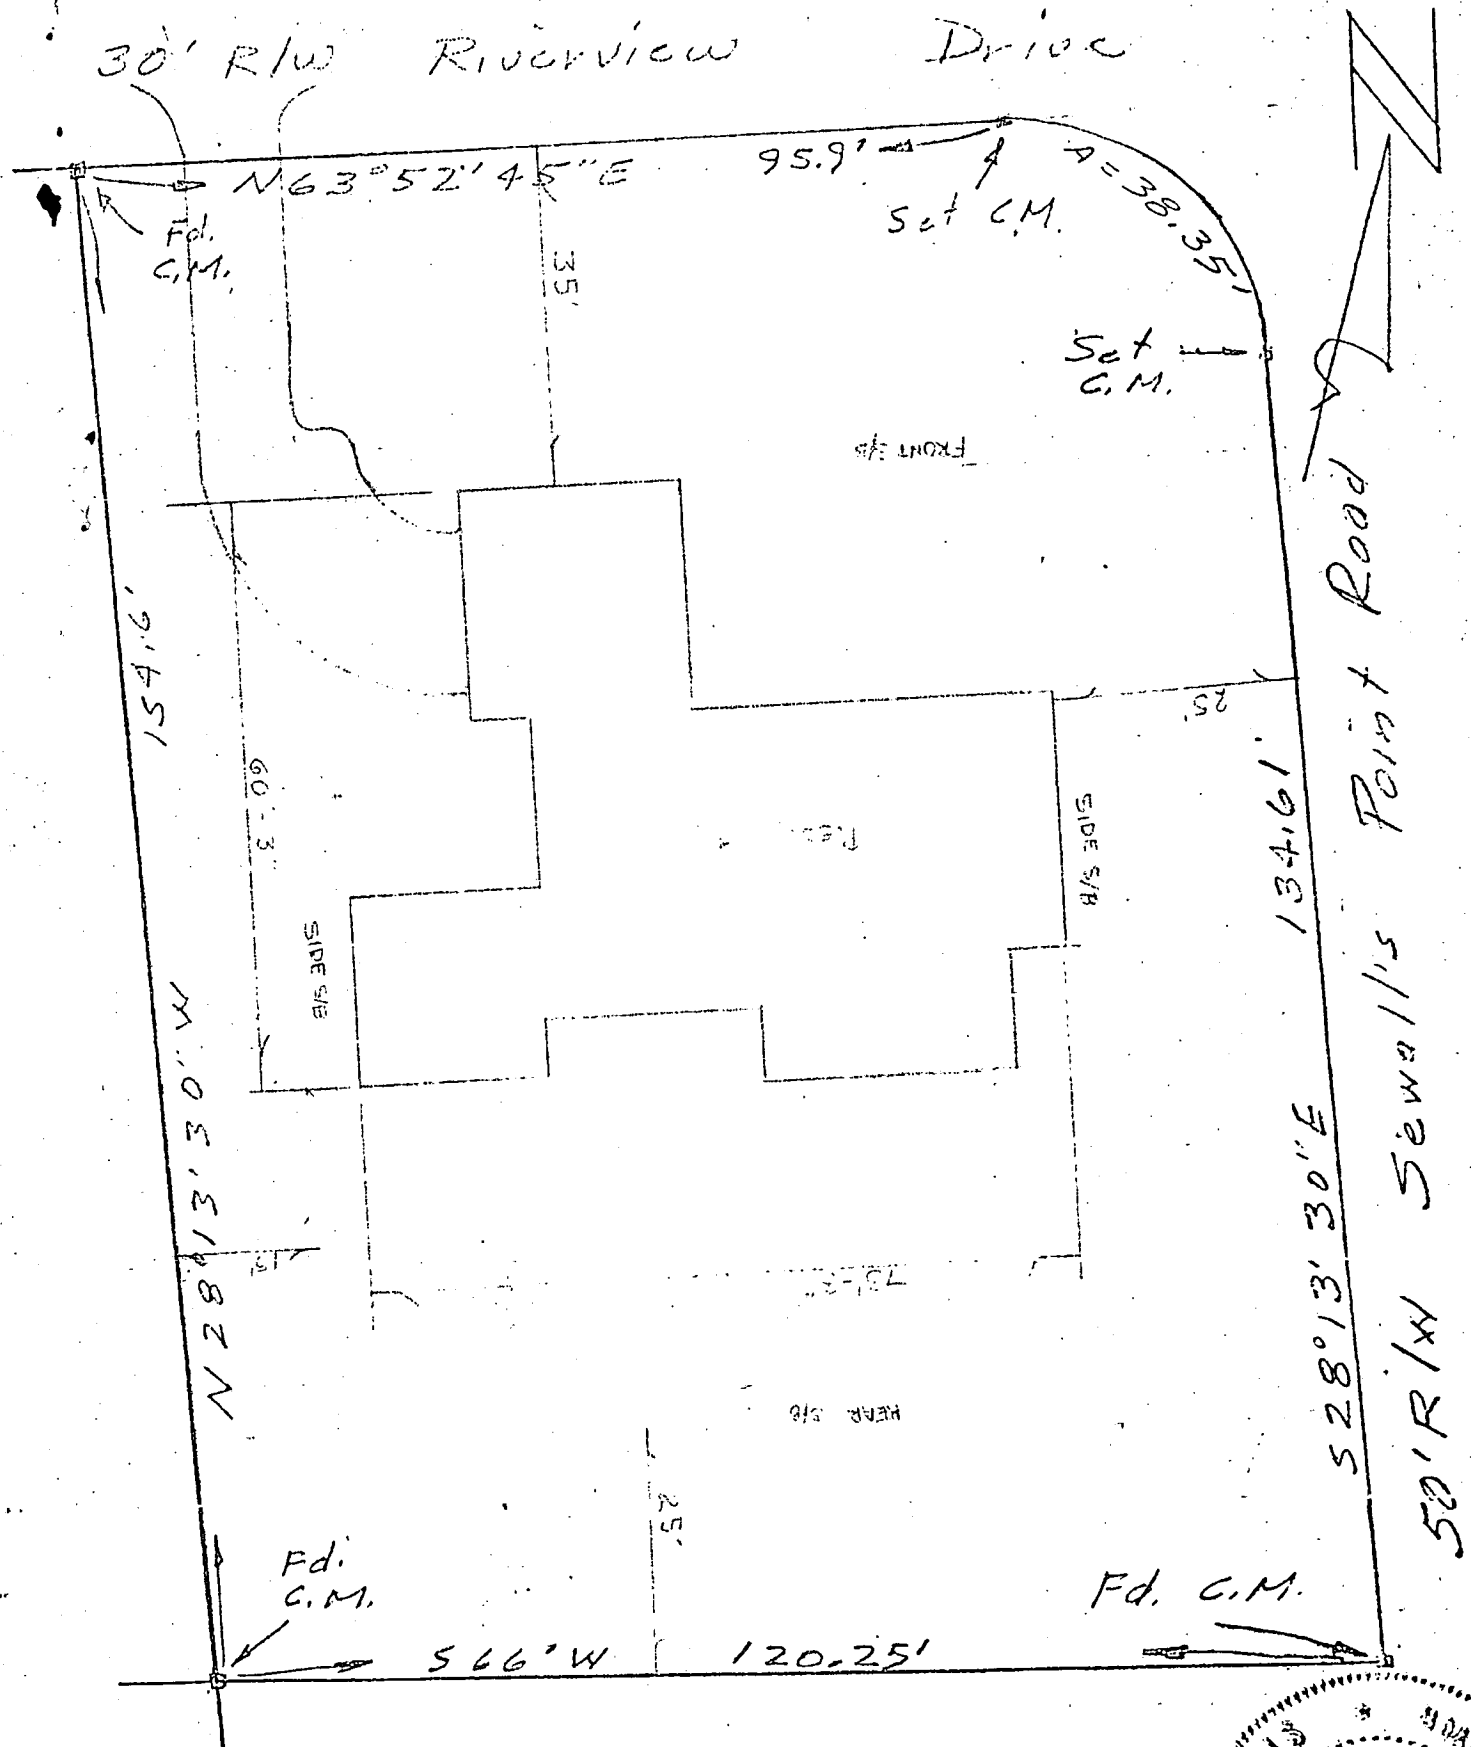 30' R/W Riverview Drive
N63°52'45"E 95.9'
A=38.35'
Fd.
C.M.
Set C.M.
35'
Set
C.M.
FRONT S/B
154.6'
N28°13'30"W
25'
60'-3"
SIDE S/B
SIDE S/B
134.61'
S28°13'30"E
50' R/W Sewall's Point Road
REAR S/B
25'
Fd.
C.M.
Fd. C.M.
S66°W 120.25'